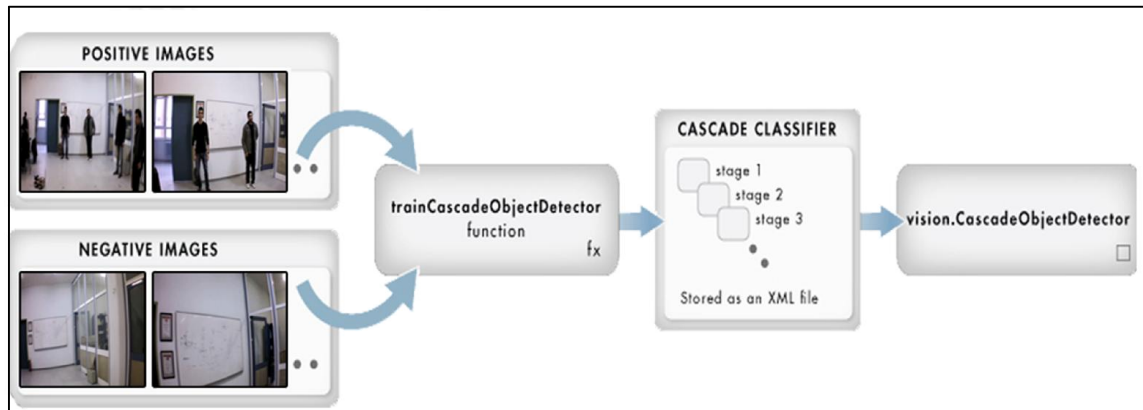 POSITIVE IMAGES
NEGATIVE IMAGES
trainCascadeObjectDetector
function
fx
CASCADE CLASSIFIER
stage 1
stage 2
stage 3
Stored as an XML file
vision.CascadeObjectDetector